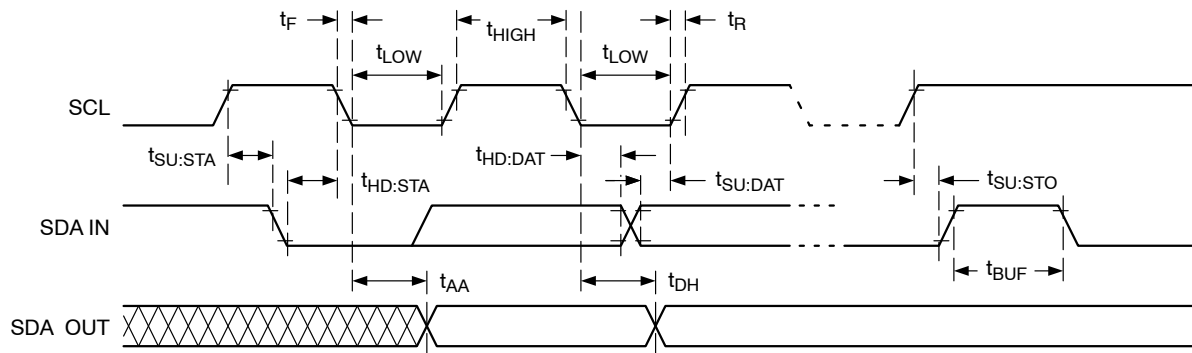 tF
tHIGH
tR
tLOW
tLOW
SCL
tSU:STA
tHD:STA
tHD:DAT
tSU:DAT
tSU:STO
SDA IN
tBUF
tAA
tDH
SDA OUT